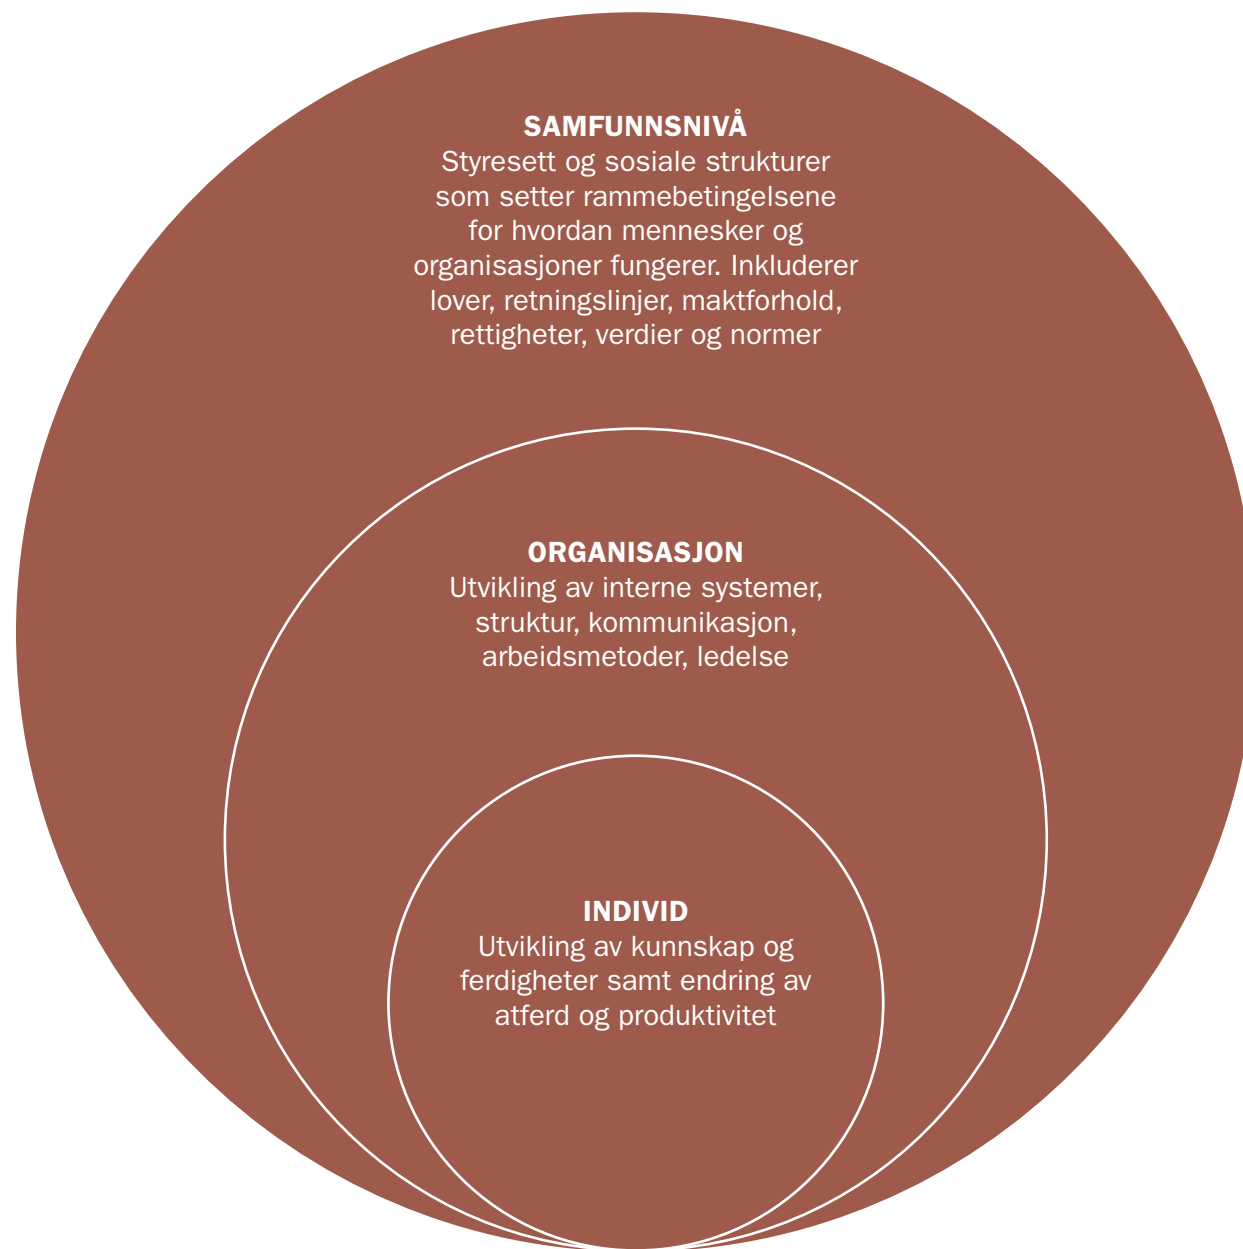 SAMFUNNSNIVÅ
Styresett og sosiale strukturer
som setter rammebetingelsene
for hvordan mennesker og
organisasjoner fungerer. Inkluderer
lover, retningslinjer, maktforhold,
rettigheter, verdier og normer
ORGANISASJON
Utvikling av interne systemer,
struktur, kommunikasjon,
arbeidsmetoder, ledelse
INDIVID
Utvikling av kunnskap og
ferdigheter samt endring av
atferd og produktivitet